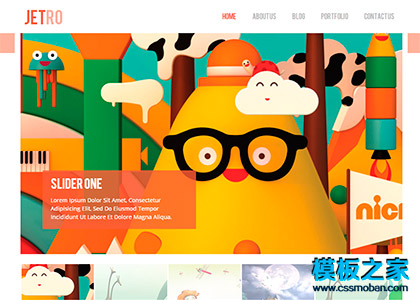 JETRO
HOME ABOUTUS BLOG PORTFOLIO CONTACTUS
SLIDER ONE
Lorem Ipsum Dolor Sit Amet, Consectetur
Adipisicing Elit, Sed Do Eiusmod Tempor
Incididunt Ut Labore Et Dolore Magna Aliqua.
nic
模板之家
www.cssmoban.com